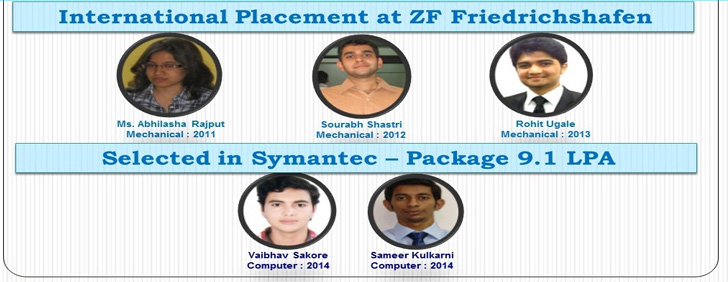 International Placement at ZF Friedrichshafen
Ms. Abhilasha Rajput
Mechanical : 2011
Sourabh Shastri
Mechanical : 2012
Rohit Ugale
Mechanical : 2013
Selected in Symantec – Package 9.1 LPA
Vaibhav Sakore
Computer : 2014
Sameer Kulkarni
Computer : 2014